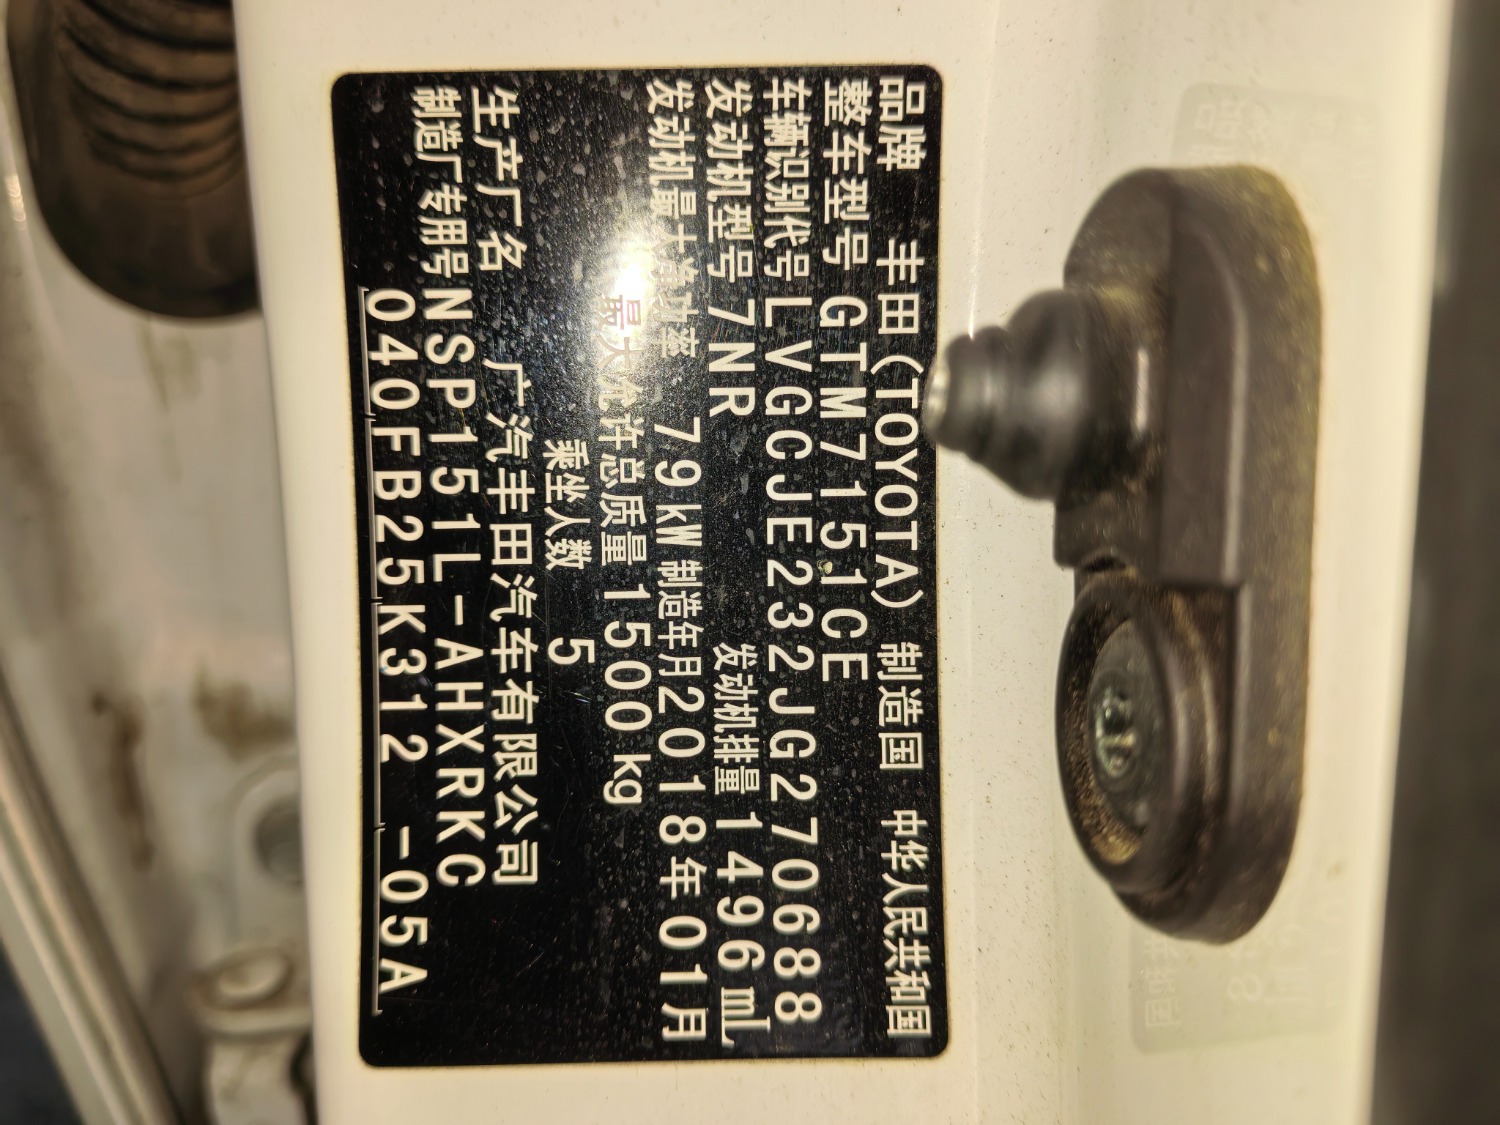 品牌 丰田(TOYOTA) 制造国 中华人民共和国
整车型号 GTM7151CE
车辆识别代号 LVGCJE232JG270688
发动机型号 7NR 发动机排量 1496mL
发动机最大净功率 79kW 制造年月 2018年01月
最大允许总质量 1500kg
乘坐人数 5
生产厂名 广汽丰田汽车有限公司
制造厂专用号 NSP151L-AHXRKC
040FB25K312 -05A